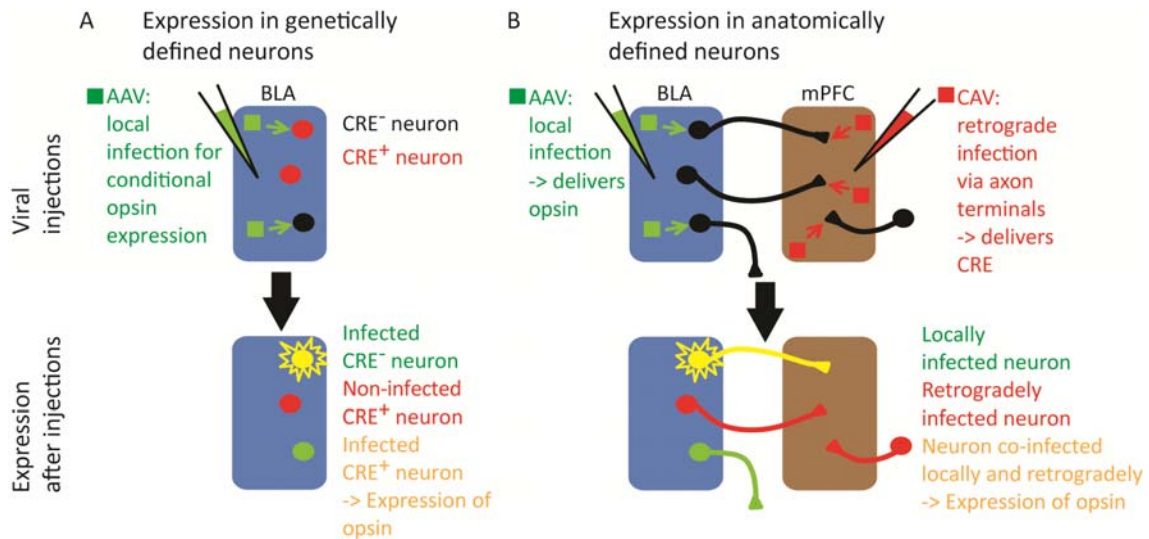 A
Expression in genetically
defined neurons
B
Expression in anatomically
defined neurons
Viral
injections
AAV:
local
infection for
conditional
opsin
expression
BLA
CRE⁻ neuron
CRE⁺ neuron
AAV:
local
infection
-> delivers
opsin
BLA
mPFC
CAV:
retrograde
infection
via axon
terminals
-> delivers
CRE
Expression
after injections
Infected
CRE⁻ neuron
Non-infected
CRE⁺ neuron
Infected
CRE⁺ neuron
-> Expression of
opsin
Locally
infected neuron
Retrogradely
infected neuron
Neuron co-infected
locally and retrogradely
-> Expression of opsin